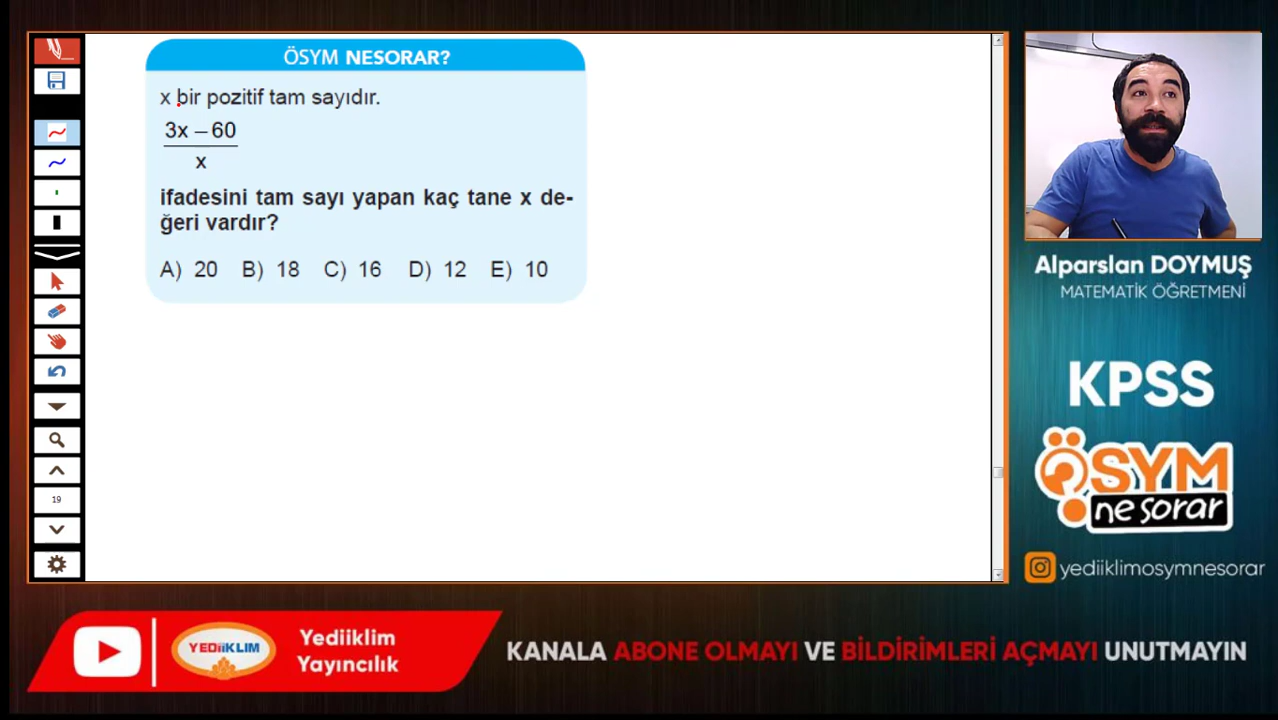 ÖSYM NESORAR?
x bir pozitif tam sayıdır.
3x – 60
x
ifadesini tam sayı yapan kaç tane x de-
ğeri vardır?
A) 20 B) 18 C) 16 D) 12 E) 10
19
Alparslan DOYMUŞ
MATEMATİK ÖĞRETMENİ
KPSS
ÖSYM
ne sorar
yediiklimosymnesorar
YEDiiKLIM
Yediiklim
Yayıncılık
KANALA ABONE OLMAYI VE BİLDİRİMLERİ AÇMAYI UNUTMAYIN